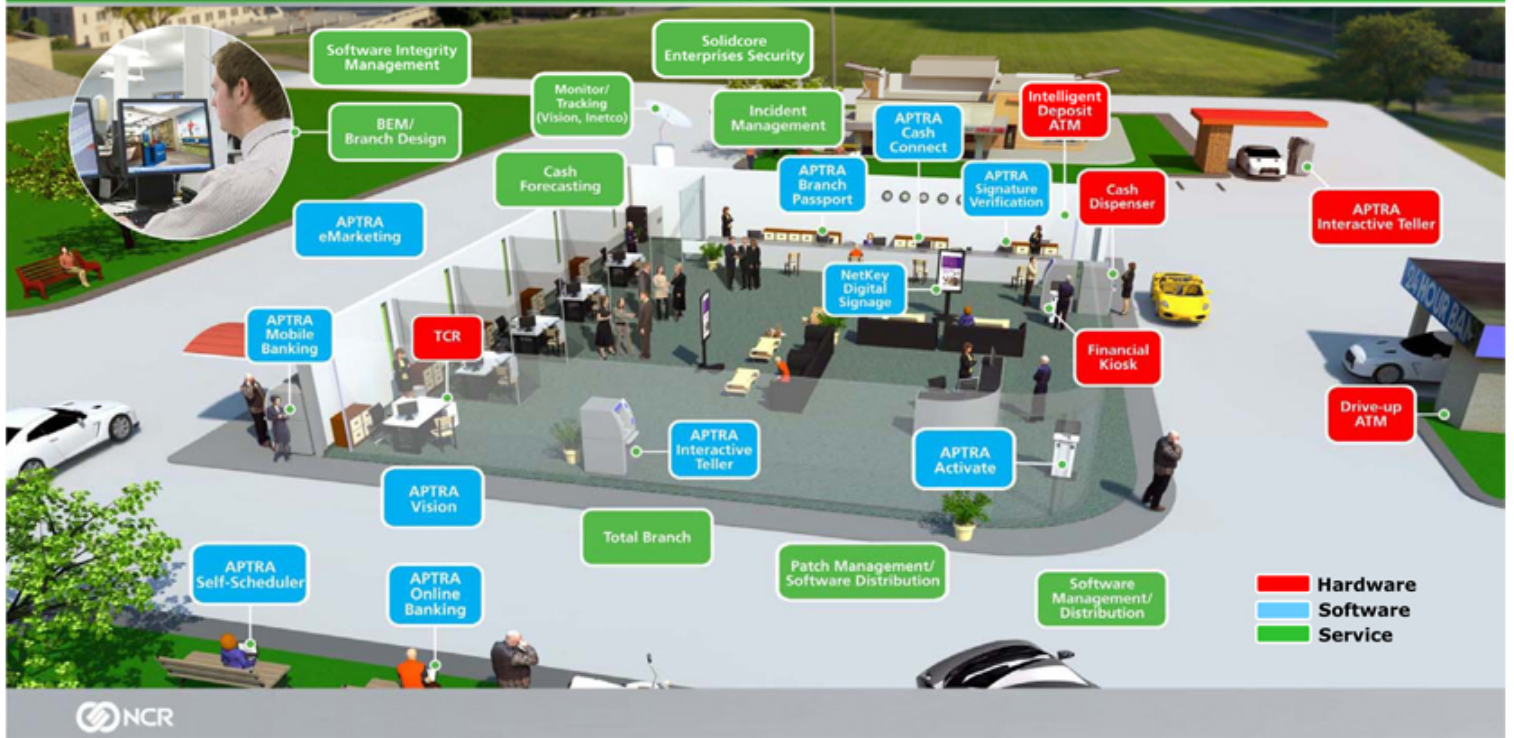 Software Integrity
Management
Solidcore
Enterprises Security
BEM/
Branch Design
Monitor/
Tracking
(Vision, Inetco)
Incident
Management
APTRA
Cash
Connect
Intelligent
Deposit
ATM
Cash
Forecasting
APTRA
Branch
Passport
APTRA
Signature
Verification
Cash
Dispenser
APTRA
Interactive Teller
APTRA
eMarketing
NetKey
Digital
Signage
24 HOUR BANK
APTRA
Mobile
Banking
TCR
Financial
Kiosk
Drive-up
ATM
APTRA
Interactive
Teller
APTRA
Activate
APTRA
Vision
Total Branch
Patch Management/
Software Distribution
APTRA
Self-Scheduler
APTRA
Online
Banking
Software
Management/
Distribution
Hardware
Software
Service
NCR